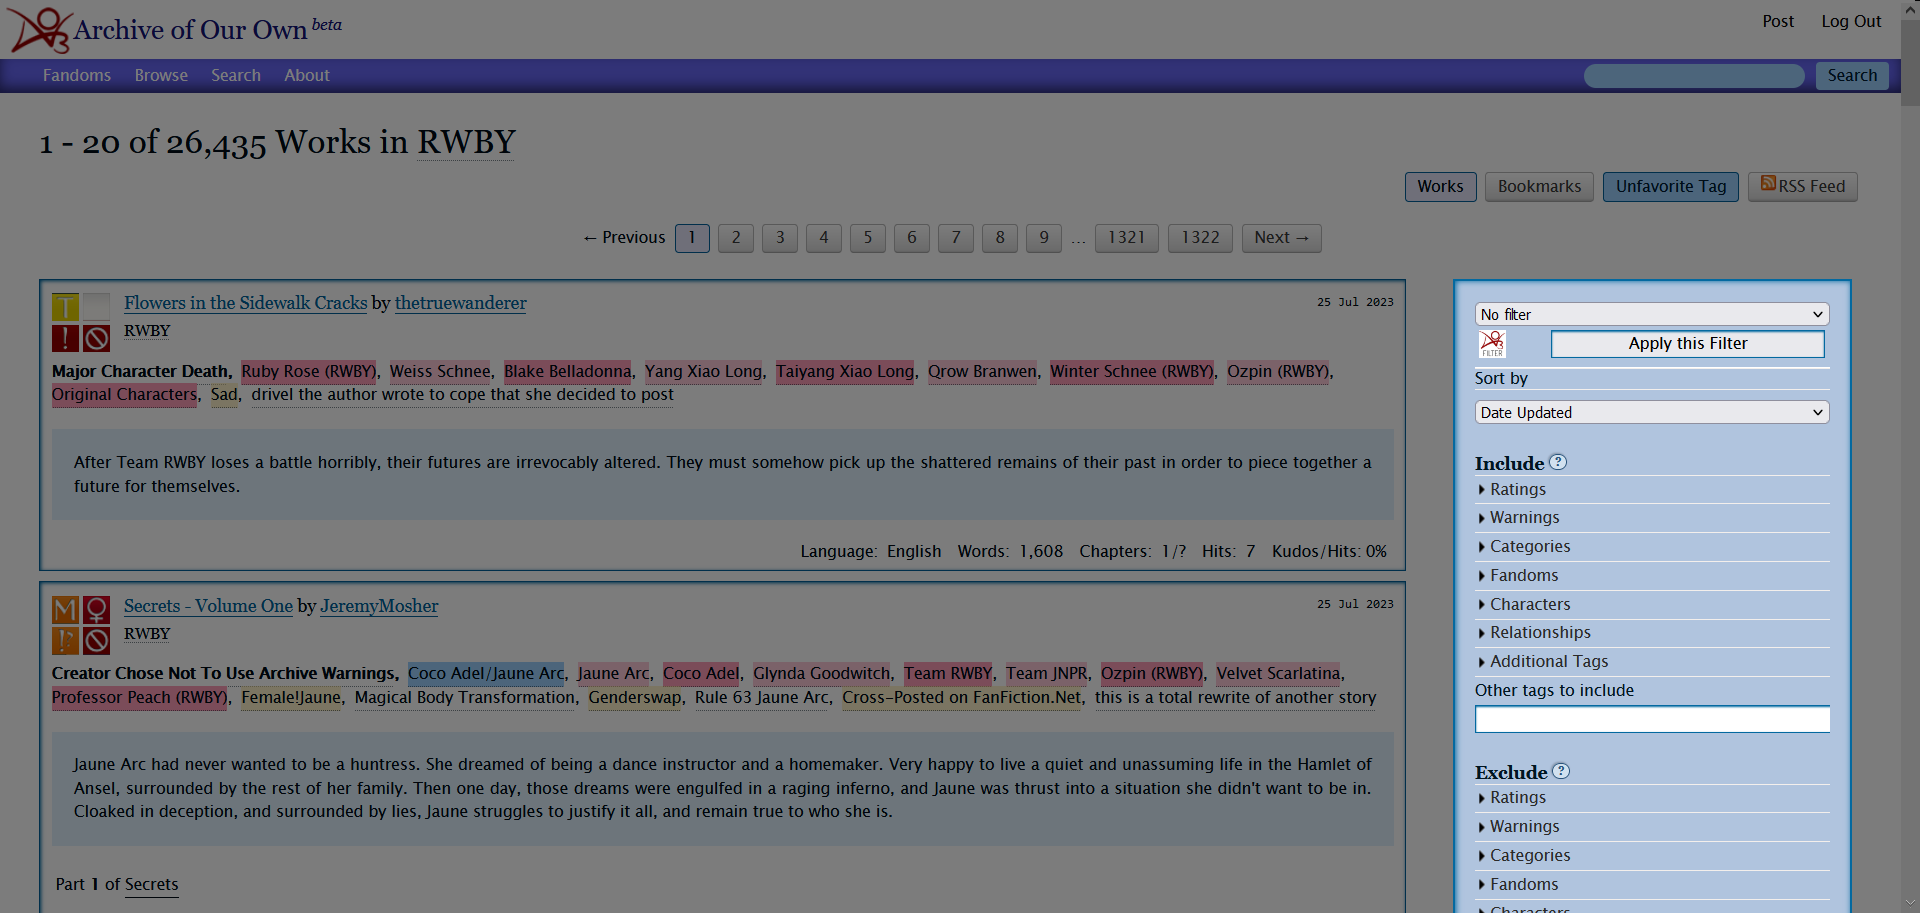 Archive of Our Own beta
Post Log Out
Fandoms Browse Search About
Search
1 - 20 of 26,435 Works in RWBY
Works Bookmarks Unfavorite Tag RSS Feed
← Previous 1 2 3 4 5 6 7 8 9 … 1321 1322 Next →
T
Flowers in the Sidewalk Cracks by thetruewanderer
25 Jul 2023
!
RWBY
Major Character Death, Ruby Rose (RWBY), Weiss Schnee, Blake Belladonna, Yang Xiao Long, Taiyang Xiao Long, Qrow Branwen, Winter Schnee (RWBY), Ozpin (RWBY),
Original Characters, Sad, drivel the author wrote to cope that she decided to post
After Team RWBY loses a battle horribly, their futures are irrevocably altered. They must somehow pick up the shattered remains of their past in order to piece together a
future for themselves.
Language: English Words: 1,608 Chapters: 1/? Hits: 7 Kudos/Hits: 0%
M
Secrets - Volume One by JeremyMosher
25 Jul 2023
!?
RWBY
Creator Chose Not To Use Archive Warnings, Coco Adel/Jaune Arc, Jaune Arc, Coco Adel, Glynda Goodwitch, Team RWBY, Team JNPR, Ozpin (RWBY), Velvet Scarlatina,
Professor Peach (RWBY), Female!Jaune, Magical Body Transformation, Genderswap, Rule 63 Jaune Arc, Cross-Posted on FanFiction.Net, this is a total rewrite of another story
Jaune Arc had never wanted to be a huntress. She dreamed of being a dance instructor and a homemaker. Very happy to live a quiet and unassuming life in the Hamlet of
Ansel, surrounded by the rest of her family. Then one day, those dreams were engulfed in a raging inferno, and Jaune was thrust into a situation she didn't want to be in.
Cloaked in deception, and surrounded by lies, Jaune struggles to justify it all, and remain true to who she is.
Part 1 of Secrets
No filter
FILTER
Apply this Filter
Sort by
Date Updated
Include ?
Ratings
Warnings
Categories
Fandoms
Characters
Relationships
Additional Tags
Other tags to include
Exclude ?
Ratings
Warnings
Categories
Fandoms
Characters